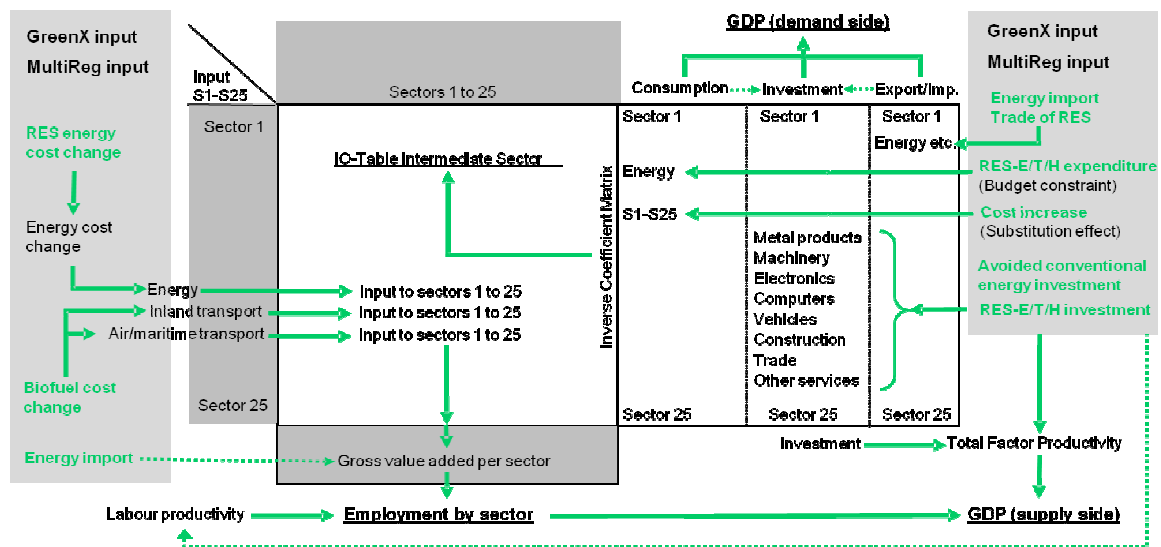 GreenX input
MultiReg input
RES energy
cost change
Energy cost
change
Biofuel cost
change
Energy import
Input
S1-S25
Sector 1
Sector 25
Sectors 1 to 25
IO-Table Intermediate Sector
Energy
Inland transport
Air/maritime transport
Input to sectors 1 to 25
Input to sectors 1 to 25
Input to sectors 1 to 25
Gross value added per sector
Inverse Coefficient Matrix
GDP (demand side)
Consumption
Investment
Export/Imp.
Sector 1
Sector 1
Sector 1
Energy etc.
Energy
S1-S25
Metal products
Machinery
Electronics
Computers
Vehicles
Construction
Trade
Other services
Sector 25
Sector 25
Sector 25
GreenX input
MultiReg input
Energy import
Trade of RES
RES-E/T/H expenditure
(Budget constraint)
Cost increase
(Substitution effect)
Avoided conventional
energy investment
RES-E/T/H investment
Investment
Total Factor Productivity
Labour productivity
Employment by sector
GDP (supply side)